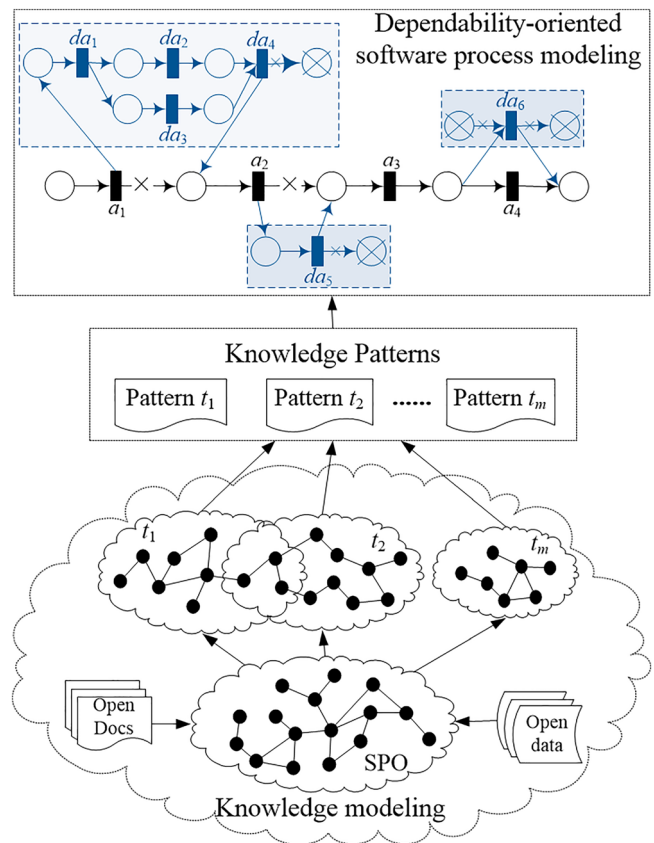 Dependability-oriented
software process modeling
da₁
da₂
da₄
da₃
da₆
a₁
a₂
a₃
a₄
da₅
Knowledge Patterns
Pattern t₁
Pattern t₂
......
Pattern tₘ
t₁
t₂
tₘ
Open
Docs
Open
data
SPO
Knowledge modeling